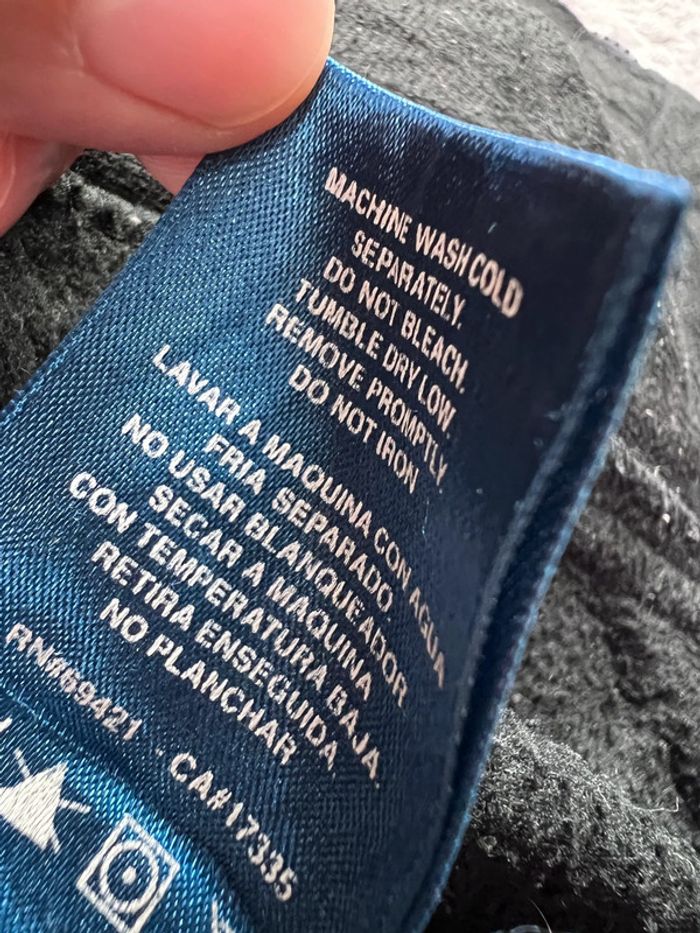 MACHINE WASH COLD
SEPARATELY.
DO NOT BLEACH.
TUMBLE DRY LOW.
REMOVE PROMPTLY
DO NOT IRON
LAVAR A MAQUINA CON AGUA
FRIA SEPARADO
NO USAR BLANQUEADOR
SECAR A MAQUINA
CON TEMPERATURA BAJA.
RETIRA ENSEGUIDA.
NO PLANCHAR
RN#69421 - CA#17335